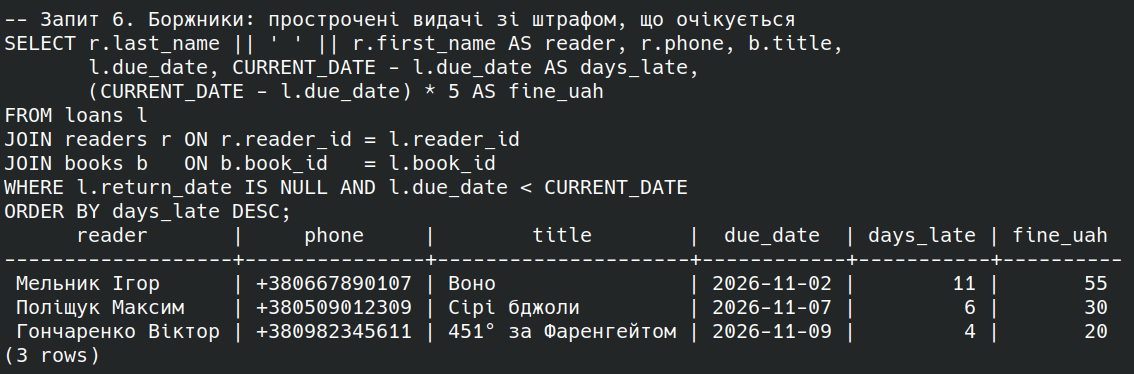 -- Запит 6. Боржники: прострочені видачі зі штрафом, що очікується
SELECT r.last_name || ' ' || r.first_name AS reader, r.phone, b.title,
       l.due_date, CURRENT_DATE - l.due_date AS days_late,
       (CURRENT_DATE - l.due_date) * 5 AS fine_uah
FROM loans l
JOIN readers r ON r.reader_id = l.reader_id
JOIN books b   ON b.book_id   = l.book_id
WHERE l.return_date IS NULL AND l.due_date < CURRENT_DATE
ORDER BY days_late DESC;
      reader       |     phone     |        title        |  due_date  | days_late | fine_uah
-------------------+---------------+---------------------+------------+-----------+----------
 Мельник Ігор      | +380667890107 | Воно                | 2026-11-02 |        11 |       55
 Поліщук Максим    | +380509012309 | Сірі бджоли         | 2026-11-07 |         6 |       30
 Гончаренко Віктор | +380982345611 | 451° за Фаренгейтом | 2026-11-09 |         4 |       20
(3 rows)